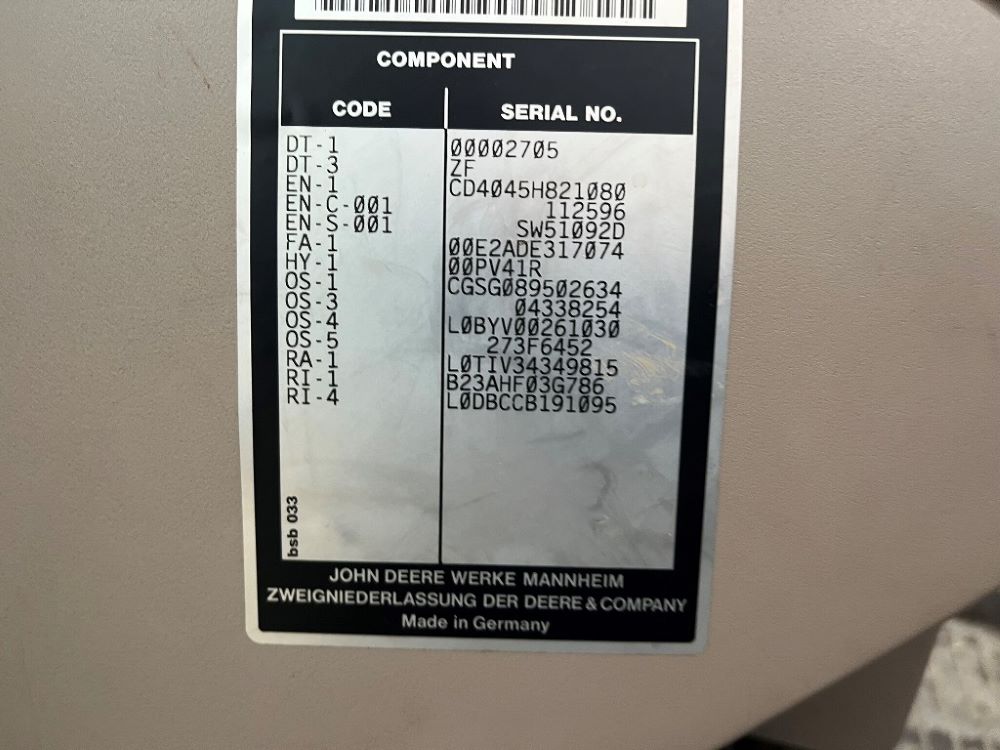 COMPONENT
CODE SERIAL NO.
DT-1 00002705
DT-3 ZF
EN-1 CD4045H821080
EN-C-001 112596
EN-S-001 SW51092D
FA-1 00E2ADE317074
HY-1 00PV41R
OS-1 CGSG089502634
OS-3 04338254
OS-4 L0BYV00261030
OS-5 273F6452
RA-1 L0TIV34349815
RI-1 B23AHF03G786
RI-4 L0DBCCB191095
bsb 033
JOHN DEERE WERKE MANNHEIM
ZWEIGNIEDERLASSUNG DER DEERE & COMPANY
Made in Germany